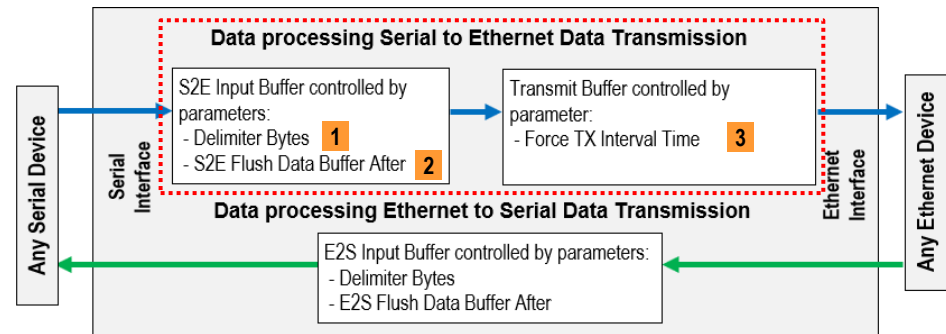 Data processing Serial to Ethernet Data Transmission
Any Serial Device
Serial
Interface
S2E Input Buffer controlled by
parameters:
- Delimiter Bytes 1
- S2E Flush Data Buffer After 2
Transmit Buffer controlled by
parameter:
- Force TX Interval Time 3
Ethernet
Interface
Any Ethernet Device
Data processing Ethernet to Serial Data Transmission
E2S Input Buffer controlled by parameters:
- Delimiter Bytes
- E2S Flush Data Buffer After